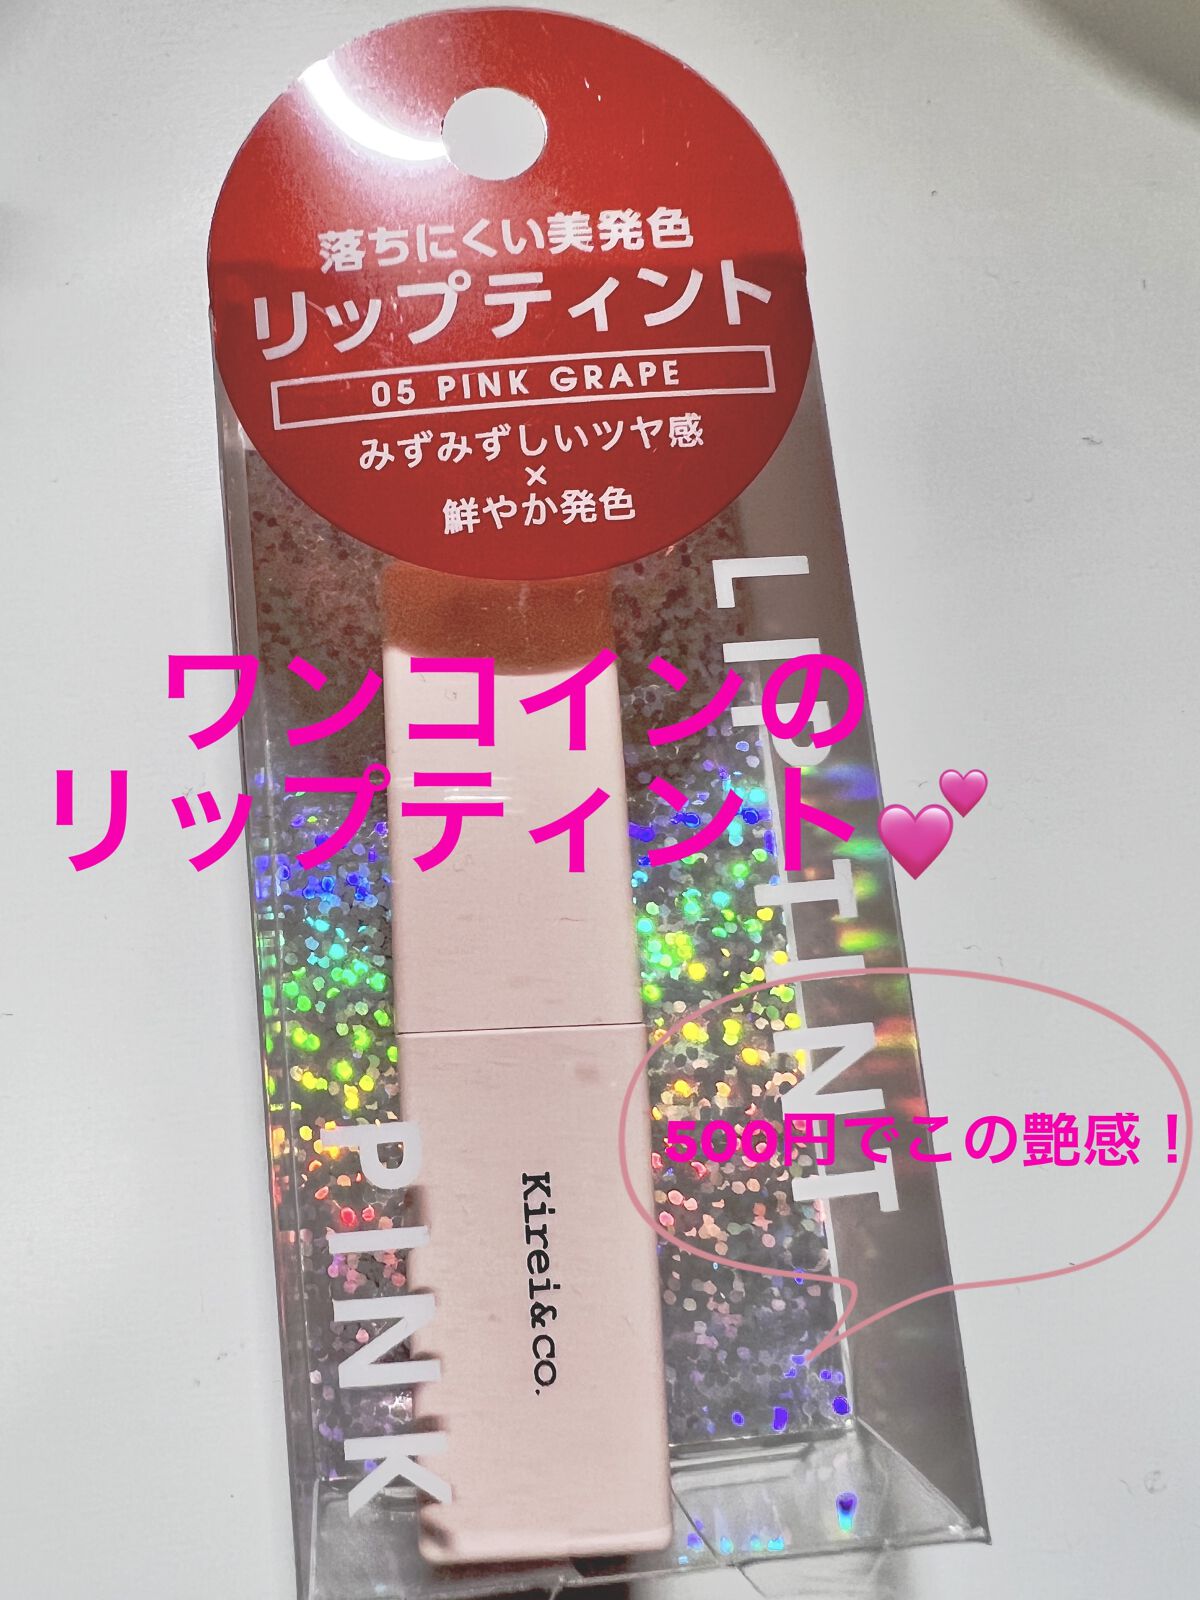 落ちにくい美発色
リップティント
05 PINK GRAPE
みずみずしいツヤ感
×
鮮やか発色
LIP TINT
ワンコインの
リップティント💕
500円でこの艶感！
PINK
Kirei&co.